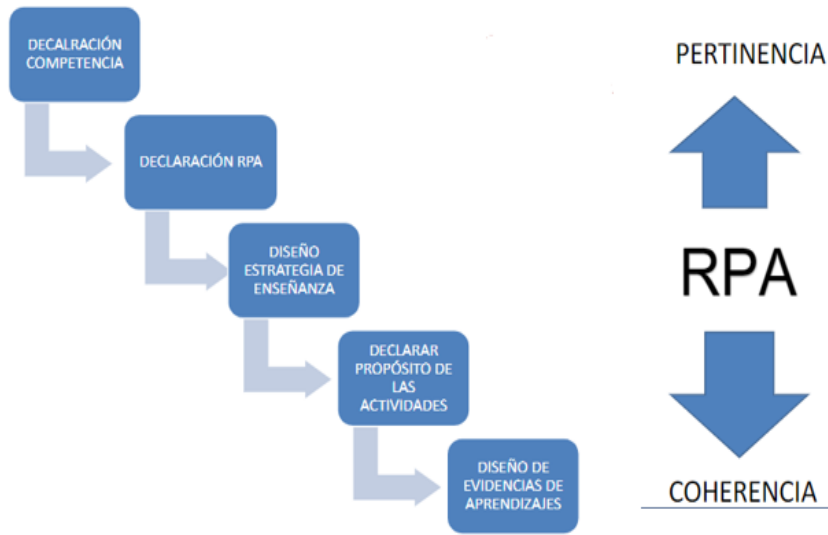 DECALRACIÓN
COMPETENCIA
DECLARACIÓN RPA
DISEÑO
ESTRATEGIA DE
ENSEÑANZA
DECLARAR
PROPÓSITO DE
LAS
ACTIVIDADES
DISEÑO DE
EVIDENCIAS DE
APRENDIZAJES
PERTINENCIA
RPA
COHERENCIA